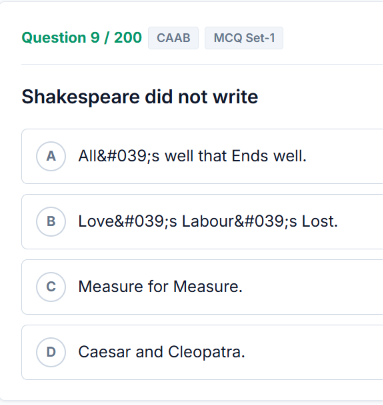 Question 9 / 200 CAAB MCQ Set-1
Shakespeare did not write
A All&#039;s well that Ends well.
B Love&#039;s Labour&#039;s Lost.
C Measure for Measure.
D Caesar and Cleopatra.